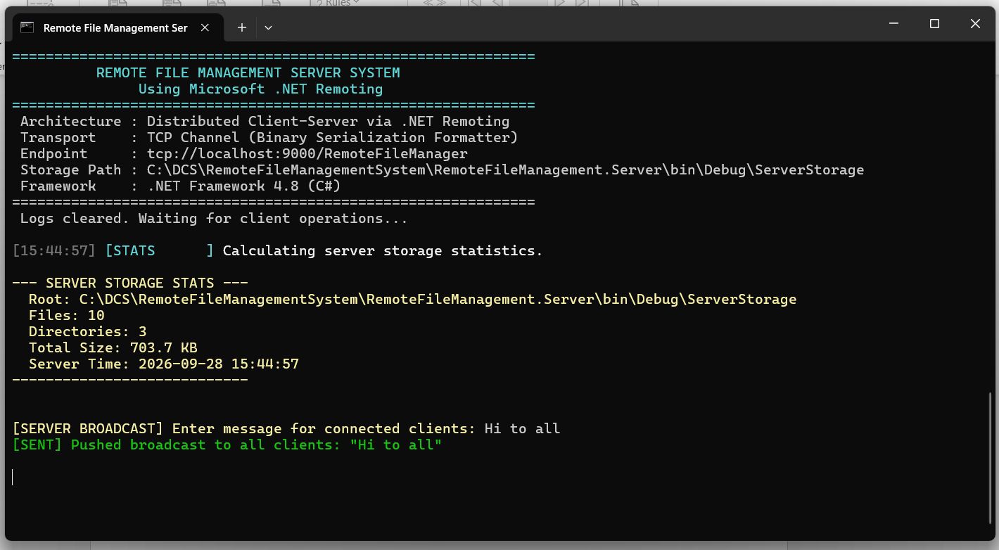 Rules
Remote File Management Ser
==============================================================
REMOTE FILE MANAGEMENT SERVER SYSTEM
Using Microsoft .NET Remoting
==============================================================
Architecture : Distributed Client-Server via .NET Remoting
Transport    : TCP Channel (Binary Serialization Formatter)
Endpoint     : tcp://localhost:9000/RemoteFileManager
Storage Path : C:\DCS\RemoteFileManagementSystem\RemoteFileManagement.Server\bin\Debug\ServerStorage
Framework    : .NET Framework 4.8 (C#)
==============================================================
Logs cleared. Waiting for client operations...
[15:44:57] [STATS      ] Calculating server storage statistics.
--- SERVER STORAGE STATS ---
Root: C:\DCS\RemoteFileManagementSystem\RemoteFileManagement.Server\bin\Debug\ServerStorage
Files: 10
Directories: 3
Total Size: 703.7 KB
Server Time: 2026-09-28 15:44:57
----------------------------
[SERVER BROADCAST] Enter message for connected clients: Hi to all
[SENT] Pushed broadcast to all clients: "Hi to all"